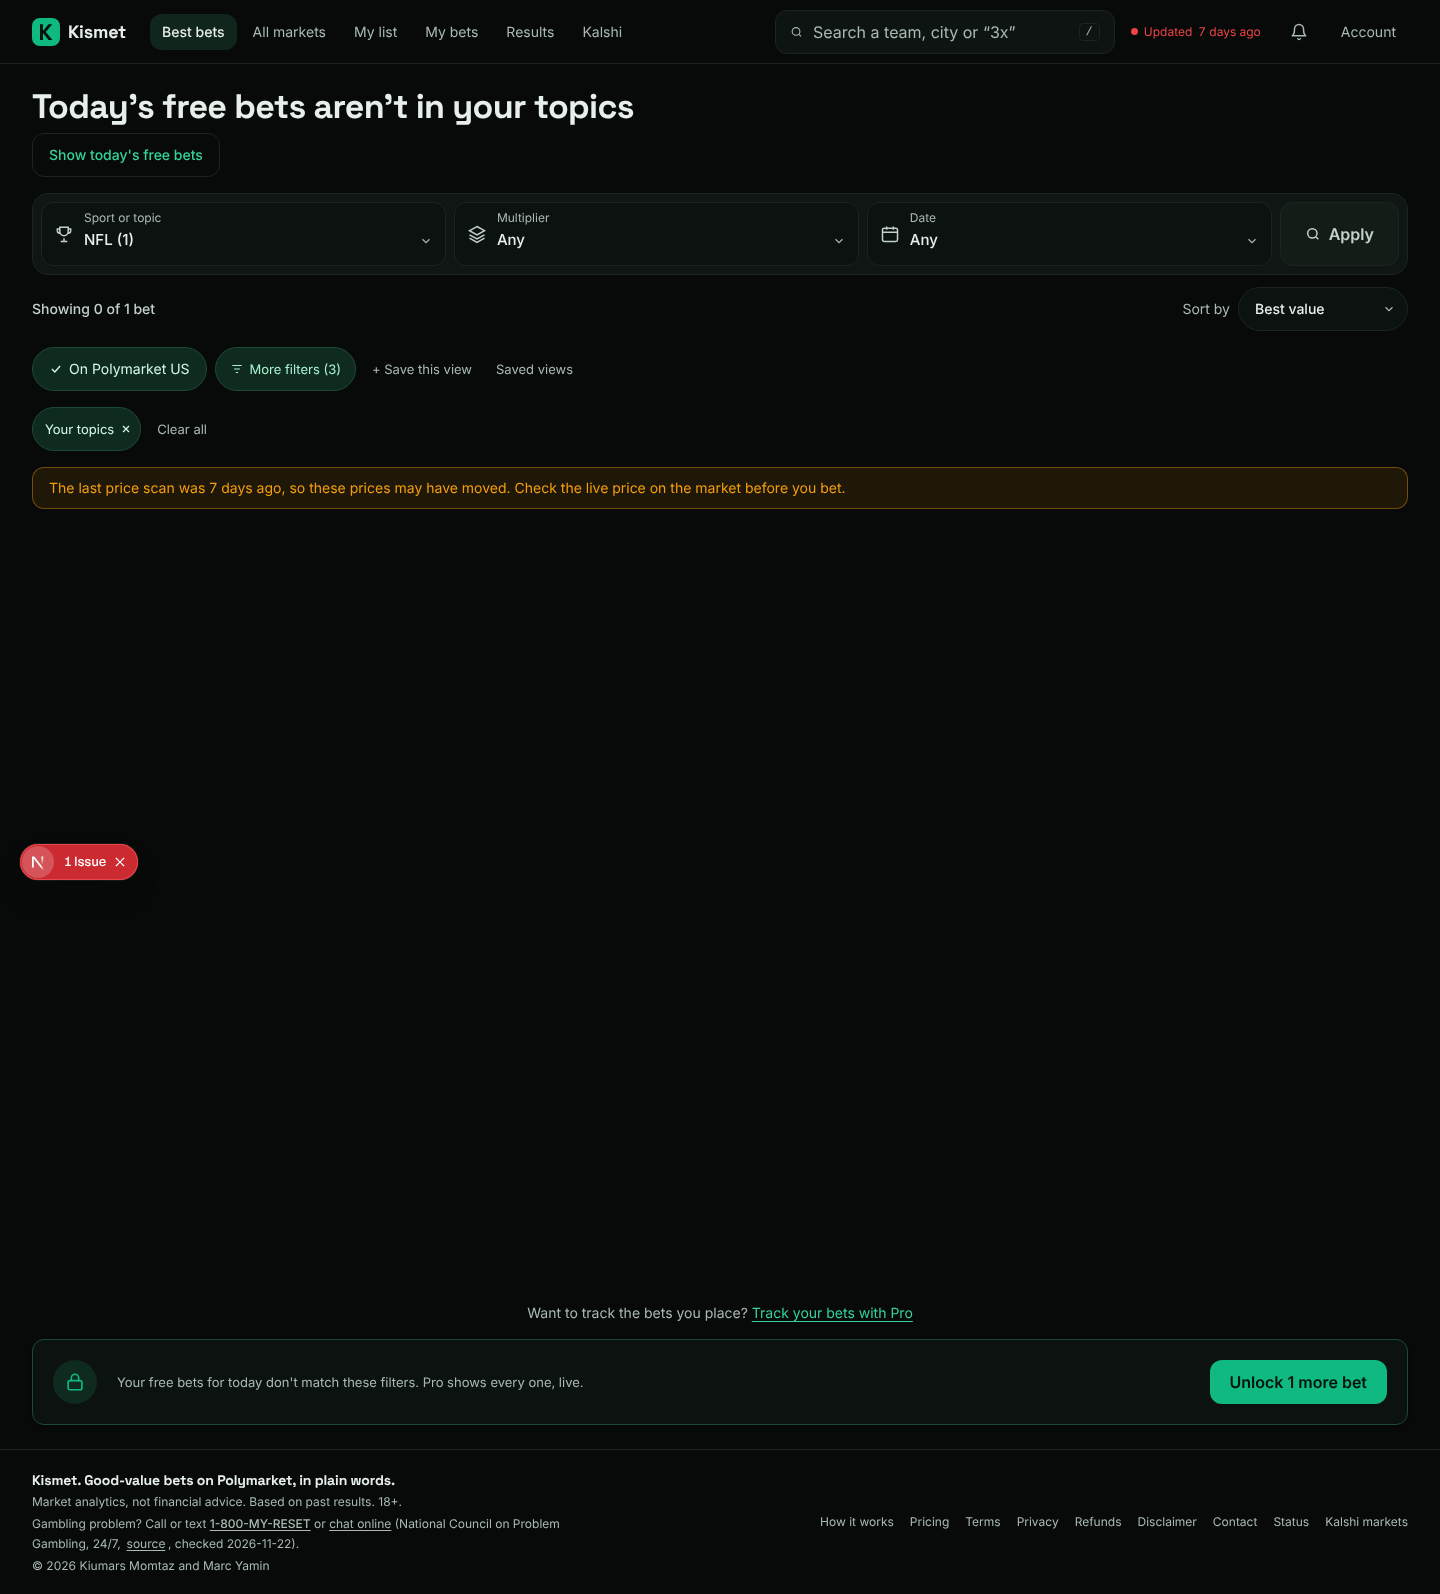 K Kismet Best bets All markets My list My bets Results Kalshi Search a team, city or “3x” / Updated 7 days ago Account
Today’s free bets aren’t in your topics
Show today's free bets
Sport or topic Multiplier Date
NFL (1) Any Any Apply
Showing 0 of 1 bet Sort by Best value
On Polymarket US More filters (3) + Save this view Saved views
Your topics × Clear all
The last price scan was 7 days ago, so these prices may have moved. Check the live price on the market before you bet.
N 1 Issue ×
Want to track the bets you place? Track your bets with Pro
Your free bets for today don't match these filters. Pro shows every one, live. Unlock 1 more bet
Kismet. Good-value bets on Polymarket, in plain words.
Market analytics, not financial advice. Based on past results. 18+.
Gambling problem? Call or text 1-800-MY-RESET or chat online (National Council on Problem
Gambling, 24/7, source , checked 2026-11-22).
© 2026 Kiumars Momtaz and Marc Yamin
How it works Pricing Terms Privacy Refunds Disclaimer Contact Status Kalshi markets